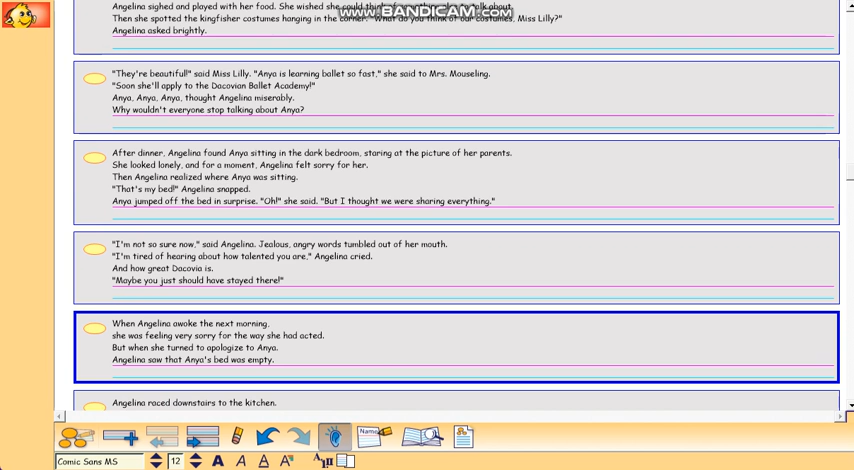 Angelina sighed and played with her food. She wished she could think of something else to talk about.
www.BANDICAM.com
Then she spotted the kingfisher costumes hanging in the corner. "What do you think of our costumes, Miss Lilly?"
Angelina asked brightly.
"They're beautiful!" said Miss Lilly. "Anya is learning ballet so fast," she said to Mrs. Mouseling.
"Soon she'll apply to the Dacovian Ballet Academy!"
Anya, Anya, Anya, thought Angelina miserably.
Why wouldn't everyone stop talking about Anya?
After dinner, Angelina found Anya sitting in the dark bedroom, staring at the picture of her parents.
She looked lonely, and for a moment, Angelina felt sorry for her.
Then Angelina realized where Anya was sitting.
"That's my bed!" Angelina snapped.
Anya jumped off the bed in surprise. "Oh!" she said. "But I thought we were sharing everything."
"I'm not so sure now," said Angelina. Jealous, angry words tumbled out of her mouth.
"I'm tired of hearing about how talented you are," Angelina cried.
And how great Dacovia is.
"Maybe you just should have stayed there!"
When Angelina awoke the next morning,
she was feeling very sorry for the way she had acted.
But when she turned to apologize to Anya,
Angelina saw that Anya's bed was empty.
Angelina raced downstairs to the kitchen.
Name
Comic Sans MS 12 A A A A